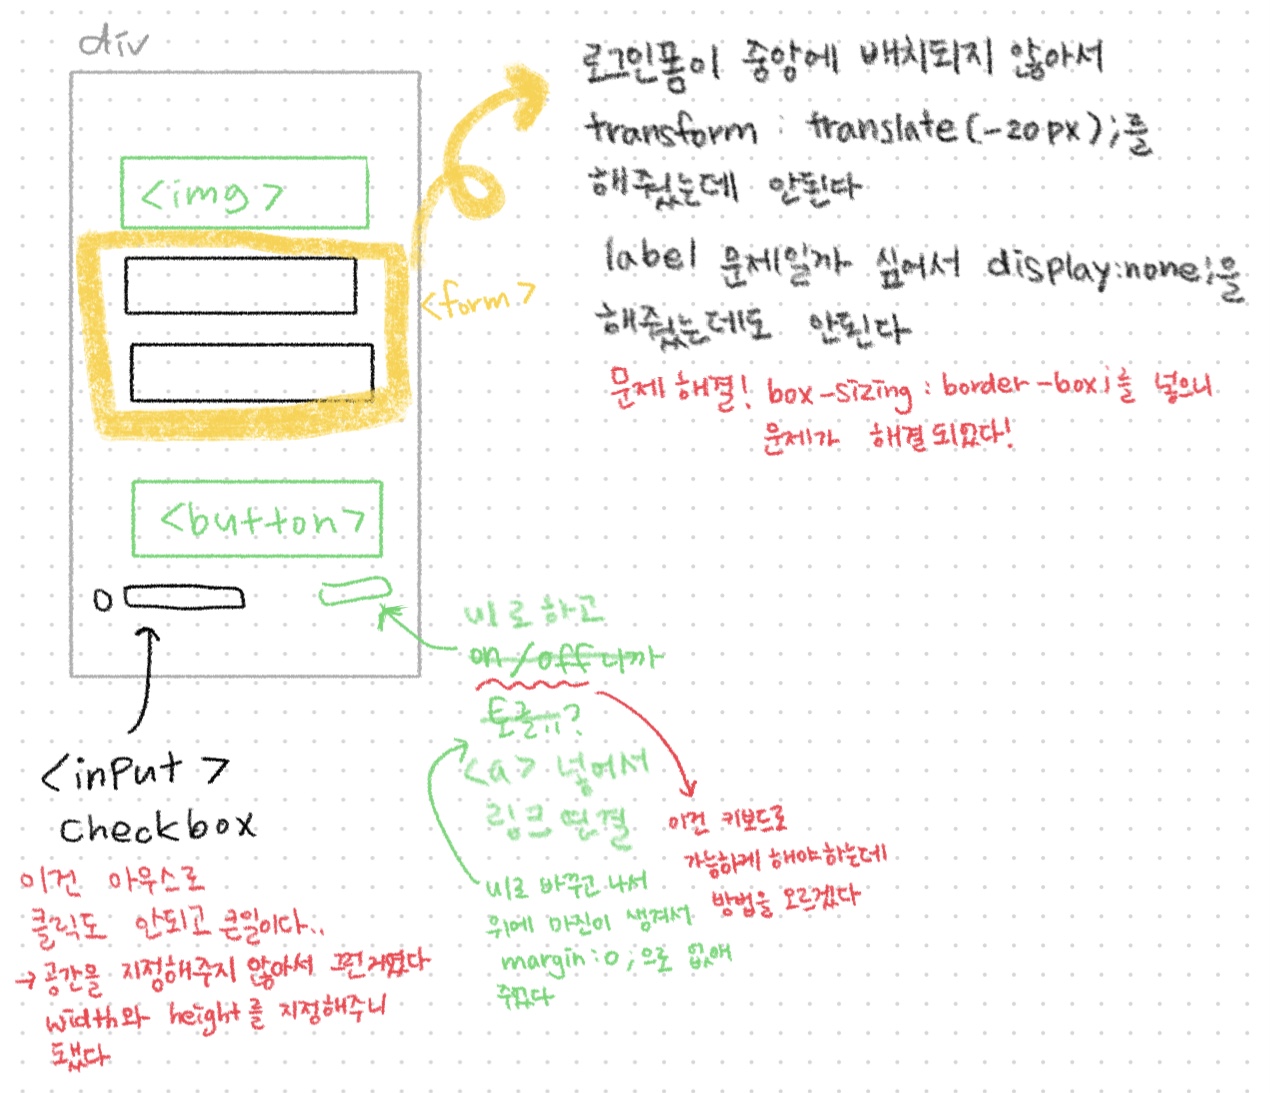 div
<img>
<form>
<button>
로그인폼이 중앙에 배치되지 않아서
transform : translate(-20px);를
해줬는데 안된다
label 문제일까 싶어서 display:none;을
해줬는데도 안된다
문제 해결! box-sizing : border-box;를 넣으니
문제가 해결되었다!
<input>
checkbox
이건 마우스로
클릭도 안되고 큰일이다..
→ 공간을 지정해주지 않아서 그런거였다
width와 height를 지정해주니
됐다
비로하고
on/off 니까
토글..?
<a> 넣어서
링크 연결
비로 바꾸고 나서
위에 마진이 생겨서
margin:0;으로 없애
주었다
이건 키보드로
가능하게 해야하는데
방법을 모르겠다